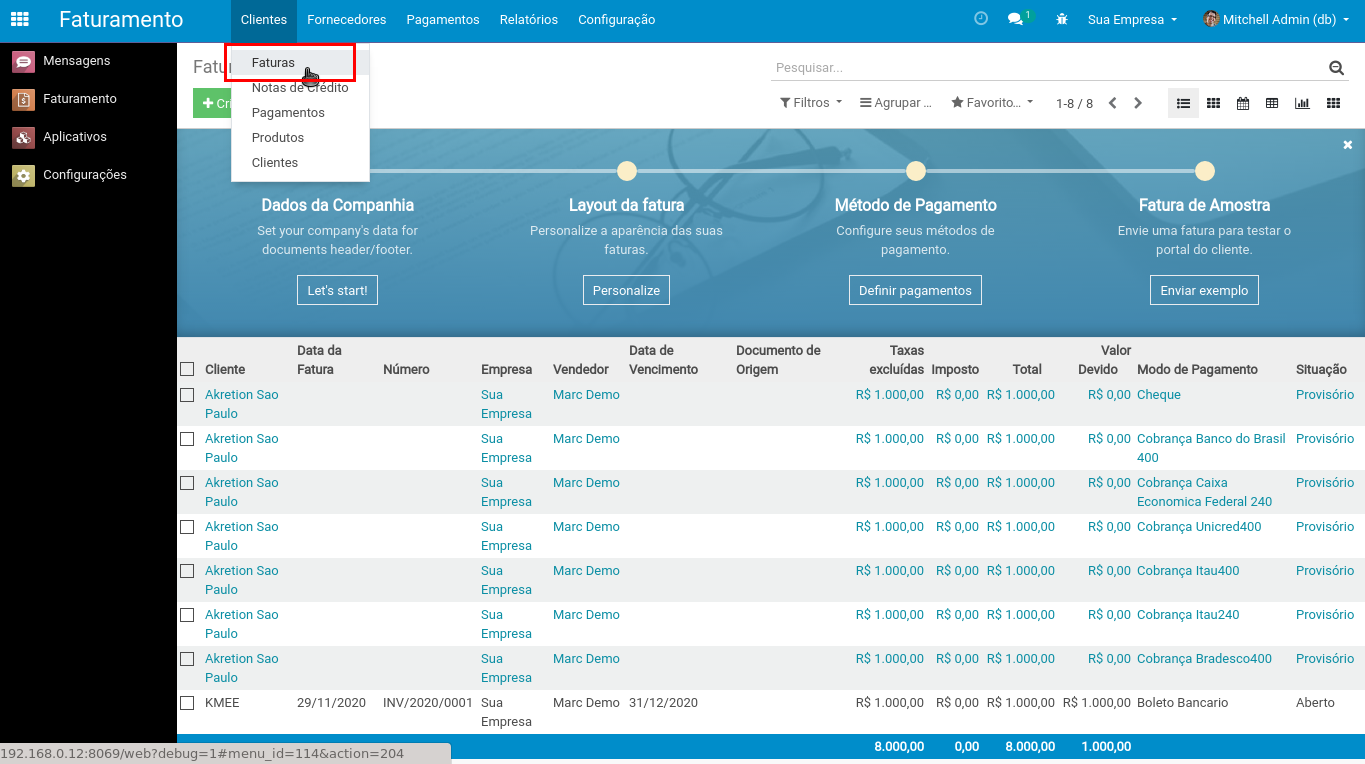 Faturamento Clientes Fornecedores Pagamentos Relatórios Configuração 1 Sua Empresa Mitchell Admin (db)
Mensagens
Faturamento
Aplicativos
Configurações
Faturas
Notas de Crédito
Pagamentos
Produtos
Clientes
Pesquisar...
Filtros Agrupar ... Favorito... 1-8 / 8
Dados da Companhia
Set your company's data for
documents header/footer.
Let's start!
Layout da fatura
Personalize a aparência das suas
faturas.
Personalize
Método de Pagamento
Configure seus métodos de
pagamento.
Definir pagamentos
Fatura de Amostra
Envie uma fatura para testar o
portal do cliente.
Enviar exemplo
Cliente Data da Fatura Número Empresa Vendedor Data de Vencimento Documento de Origem Taxas excluídas Imposto Total Valor Devido Modo de Pagamento Situação
Akretion Sao Paulo Sua Empresa Marc Demo R$ 1.000,00 R$ 0,00 R$ 1.000,00 R$ 0,00 Cheque Provisório
Akretion Sao Paulo Sua Empresa Marc Demo R$ 1.000,00 R$ 0,00 R$ 1.000,00 R$ 0,00 Cobrança Banco do Brasil 400 Provisório
Akretion Sao Paulo Sua Empresa Marc Demo R$ 1.000,00 R$ 0,00 R$ 1.000,00 R$ 0,00 Cobrança Caixa Economica Federal 240 Provisório
Akretion Sao Paulo Sua Empresa Marc Demo R$ 1.000,00 R$ 0,00 R$ 1.000,00 R$ 0,00 Cobrança Unicred400 Provisório
Akretion Sao Paulo Sua Empresa Marc Demo R$ 1.000,00 R$ 0,00 R$ 1.000,00 R$ 0,00 Cobrança Itau400 Provisório
Akretion Sao Paulo Sua Empresa Marc Demo R$ 1.000,00 R$ 0,00 R$ 1.000,00 R$ 0,00 Cobrança Itau240 Provisório
Akretion Sao Paulo Sua Empresa Marc Demo R$ 1.000,00 R$ 0,00 R$ 1.000,00 R$ 0,00 Cobrança Bradesco400 Provisório
KMEE 29/11/2020 INV/2020/0001 Sua Empresa Marc Demo 31/12/2020 R$ 1.000,00 R$ 0,00 R$ 1.000,00 R$ 1.000,00 Boleto Bancario Aberto
8.000,00 0,00 8.000,00 1.000,00
192.168.0.12:8069/web?debug=1#menu_id=114&action=204